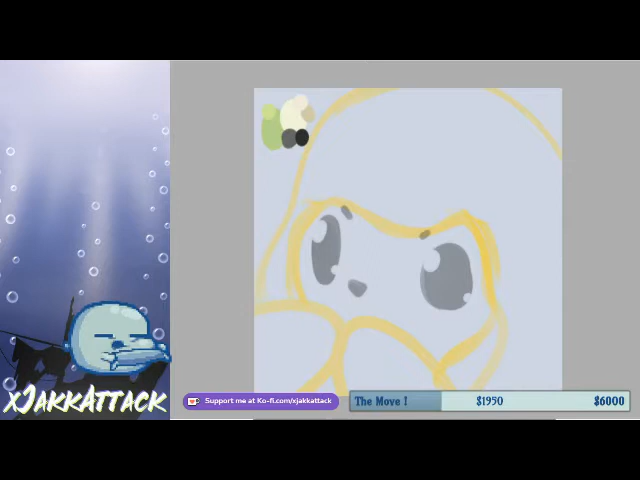 xJakkAttack
Support me at Ko-fi.com/xjakkattack
The Move ! $1950 $6000